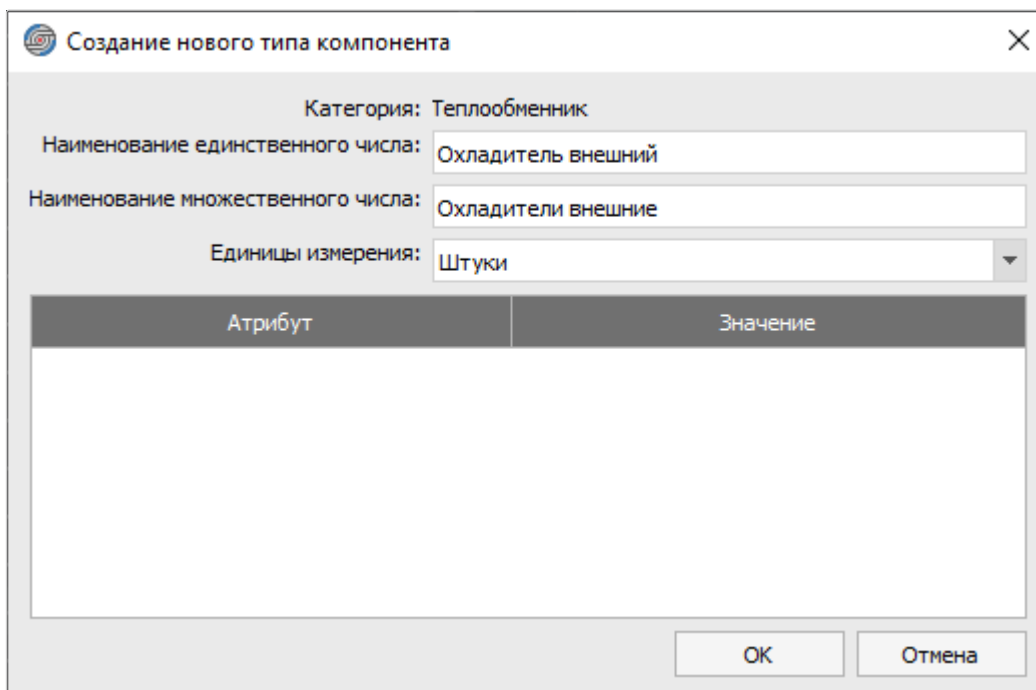 Создание нового типа компонента
Категория: Теплообменник
Наименование единственного числа: Охладитель внешний
Наименование множественного числа: Охладители внешние
Единицы измерения: Штуки
Атрибут Значение
OK Отмена